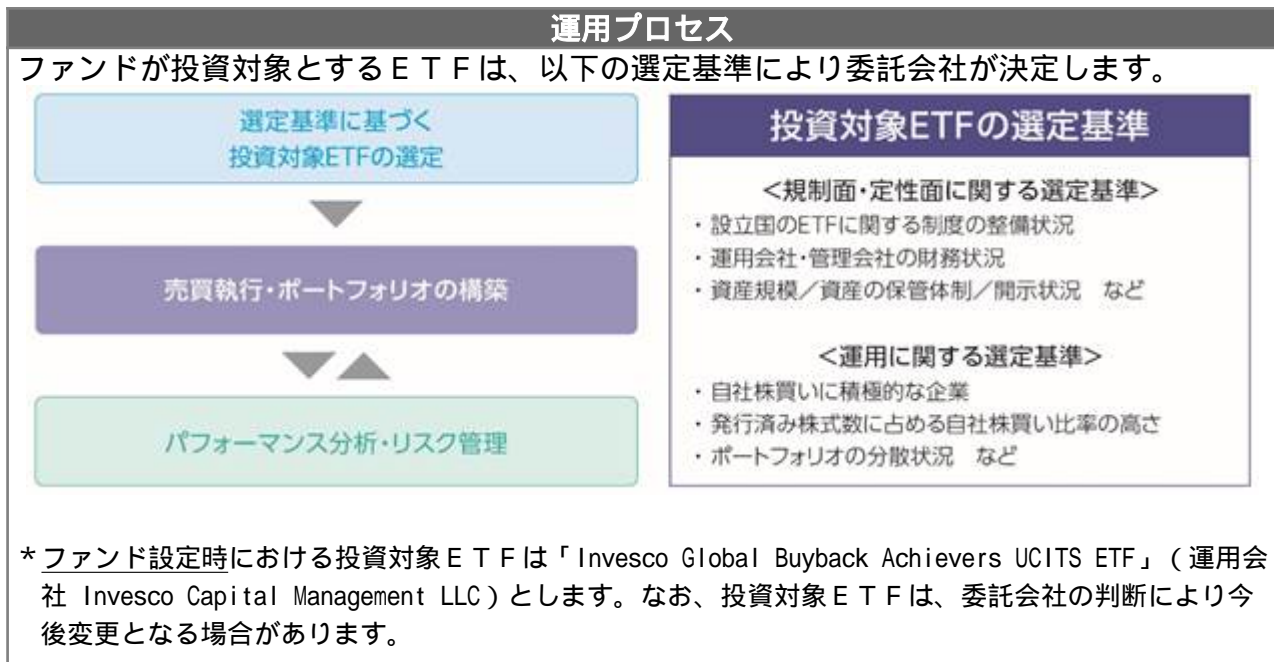 運用プロセス
ファンドが投資対象とするＥＴＦは、以下の選定基準により委託会社が決定します。
選定基準に基づく
投資対象ETFの選定
売買執行・ポートフォリオの構築
パフォーマンス分析・リスク管理
投資対象ETFの選定基準
＜規制面・定性面に関する選定基準＞
・設立国のETFに関する制度の整備状況
・運用会社・管理会社の財務状況
・資産規模／資産の保管体制／開示状況　など
＜運用に関する選定基準＞
・自社株買いに積極的な企業
・発行済み株式数に占める自社株買い比率の高さ
・ポートフォリオの分散状況　など
*ファンド設定時における投資対象ＥＴＦは「Invesco Global Buyback Achievers UCITS ETF」（運用会
社 Invesco Capital Management LLC）とします。なお、投資対象ＥＴＦは、委託会社の判断により今
後変更となる場合があります。